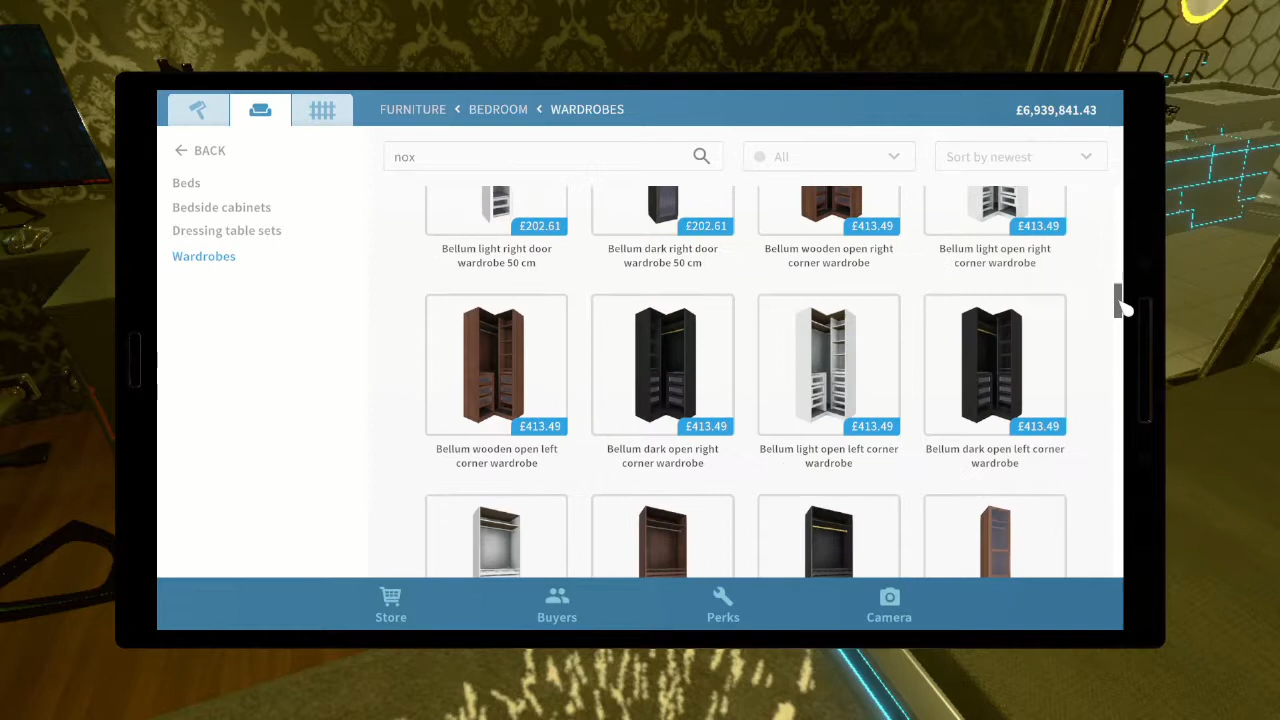 FURNITURE < BEDROOM < WARDROBES
£6,939,841.43
BACK
nox
All
Sort by newest
Beds
Bedside cabinets
Dressing table sets
Wardrobes
£202.61
£202.61
£413.49
£413.49
Bellum light right door
wardrobe 50 cm
Bellum dark right door
wardrobe 50 cm
Bellum wooden open right
corner wardrobe
Bellum light open right
corner wardrobe
£413.49
£413.49
£413.49
£413.49
Bellum wooden open left
corner wardrobe
Bellum dark open right
corner wardrobe
Bellum light open left corner
wardrobe
Bellum dark open left corner
wardrobe
Store
Buyers
Perks
Camera